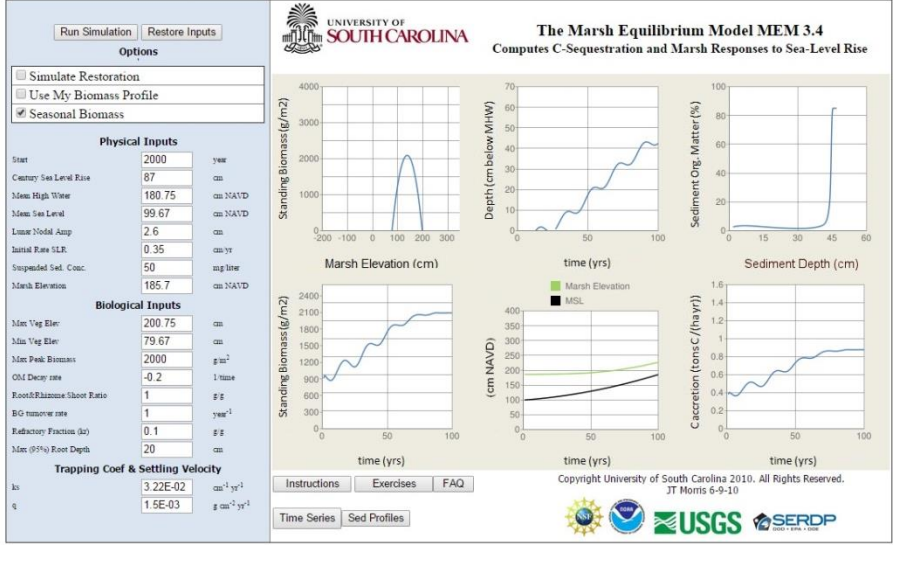 Run Simulation Restore Inputs
Options
Simulate Restoration
Use My Biomass Profile
Seasonal Biomass
Physical Inputs
Start 2000 year
Century Sea Level Rise 87 cm
Mean High Water 180.75 cm NAVD
Mean Sea Level 99.67 cm NAVD
Lunar Nodal Amp 2.6 cm
Initial Rate SLR 0.35 cm/yr
Suspended Sed. Conc. 50 mg/liter
Marsh Elevation 185.7 cm NAVD
Biological Inputs
Max Veg Elev 200.75 cm
Min Veg Elev 79.67 cm
Max Peak Biomass 2000 g/m2
OM Decay rate -0.2 1/time
Root&Rhizome:Shoot Ratio 1 g/g
BG turnover rate 1 year-1
Refractory Fraction (kr) 0.1 g/g
Max (95%) Root Depth 20 cm
Trapping Coef & Settling Velocity
ks 3.22E-02 cm-1 yr-1
q 1.5E-03 g cm-2 yr-1
UNIVERSITY OF
SOUTH CAROLINA
The Marsh Equilibrium Model MEM 3.4
Computes C-Sequestration and Marsh Responses to Sea-Level Rise
Standing Biomass(g/m2)
4000
3000
2000
1000
0
-200 -100 0 100 200 300
Marsh Elevation (cm)
Depth(cm below MHW)
70
60
50
40
30
20
10
0
0 50 100
time (yrs)
Sediment Org. Matter (%)
100
80
60
40
20
0 15 30 45 60
Sediment Depth (cm)
Standing Biomass(g/m2)
2400
2100
1800
1500
1200
900
600
300
0 50 100
time (yrs)
Marsh Elevation
MSL
(cm NAVD)
400
350
300
250
200
150
100
50
0 50 100
time (yrs)
C accretion (tons C /(ha yr))
1.6
1.4
1.2
1
0.8
0.6
0.4
0.2
0
0 50 100
time (yrs)
Instructions Exercises FAQ
Time Series Sed Profiles
Copyright University of South Carolina 2010. All Rights Reserved.
JT Morris 6-9-10
NSF NOAA USGS SERDP
DOD • EPA • DOE